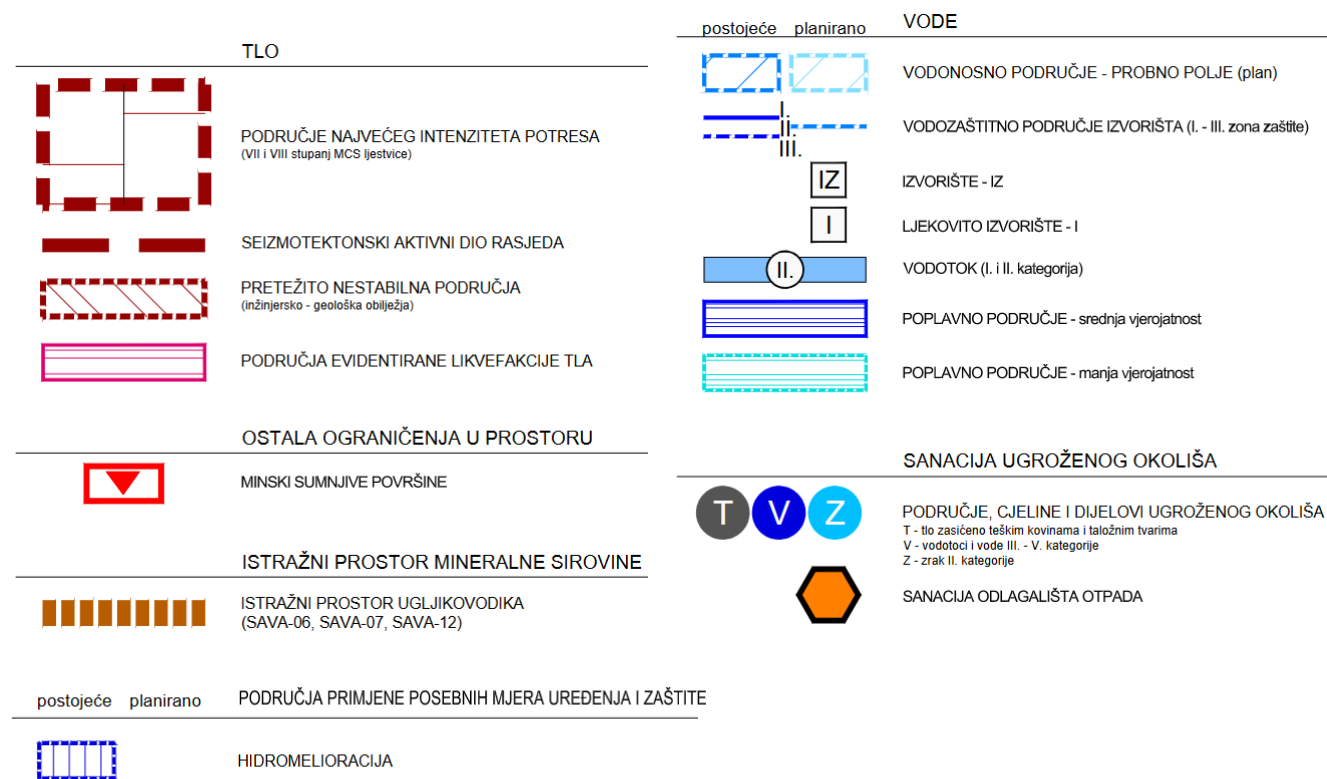 TLO
PODRUČJE NAJVEĆEG INTENZITETA POTRESA
(VII i VIII stupanj MCS ljestvice)
SEIZMOTEKTONSKI AKTIVNI DIO RASJEDA
PRETEŽITO NESTABILNA PODRUČJA
(inžinjersko - geološka obilježja)
PODRUČJA EVIDENTIRANE LIKVEFAKCIJE TLA
OSTALA OGRANIČENJA U PROSTORU
MINSKI SUMNJIVE POVRŠINE
ISTRAŽNI PROSTOR MINERALNE SIROVINE
ISTRAŽNI PROSTOR UGLJIKOVODIKA
(SAVA-06, SAVA-07, SAVA-12)
postojeće planirano PODRUČJA PRIMJENE POSEBNIH MJERA UREĐENJA I ZAŠTITE
HIDROMELIORACIJA
postojeće planirano VODE
VODONOSNO PODRUČJE - PROBNO POLJE (plan)
I.
II.
III.
VODOZAŠTITNO PODRUČJE IZVORIŠTA (I. - III. zona zaštite)
IZ IZVORIŠTE - IZ
I LJEKOVITO IZVORIŠTE - I
II. VODOTOK (I. i II. kategorija)
POPLAVNO PODRUČJE - srednja vjerojatnost
POPLAVNO PODRUČJE - manja vjerojatnost
SANACIJA UGROŽENOG OKOLIŠA
T V Z PODRUČJE, CJELINE I DIJELOVI UGROŽENOG OKOLIŠA
T - tlo zasićeno teškim kovinama i taložnim tvarima
V - vodotoci i vode III. - V. kategorije
Z - zrak II. kategorije
SANACIJA ODLAGALIŠTA OTPADA